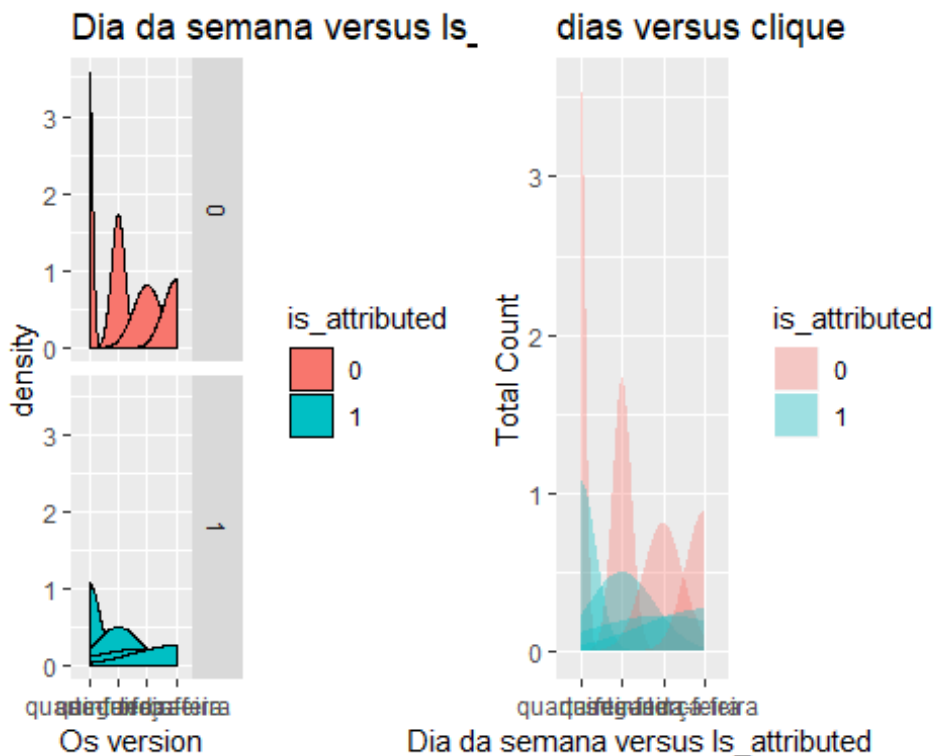 Dia da semana versus Is_
density
3
2
1
0
0
3
2
1
0
1
Os version
is_attributed
0
1
dias versus clique
Total Count
3
2
1
0
Dia da semana versus Is_attributed
is_attributed
0
1